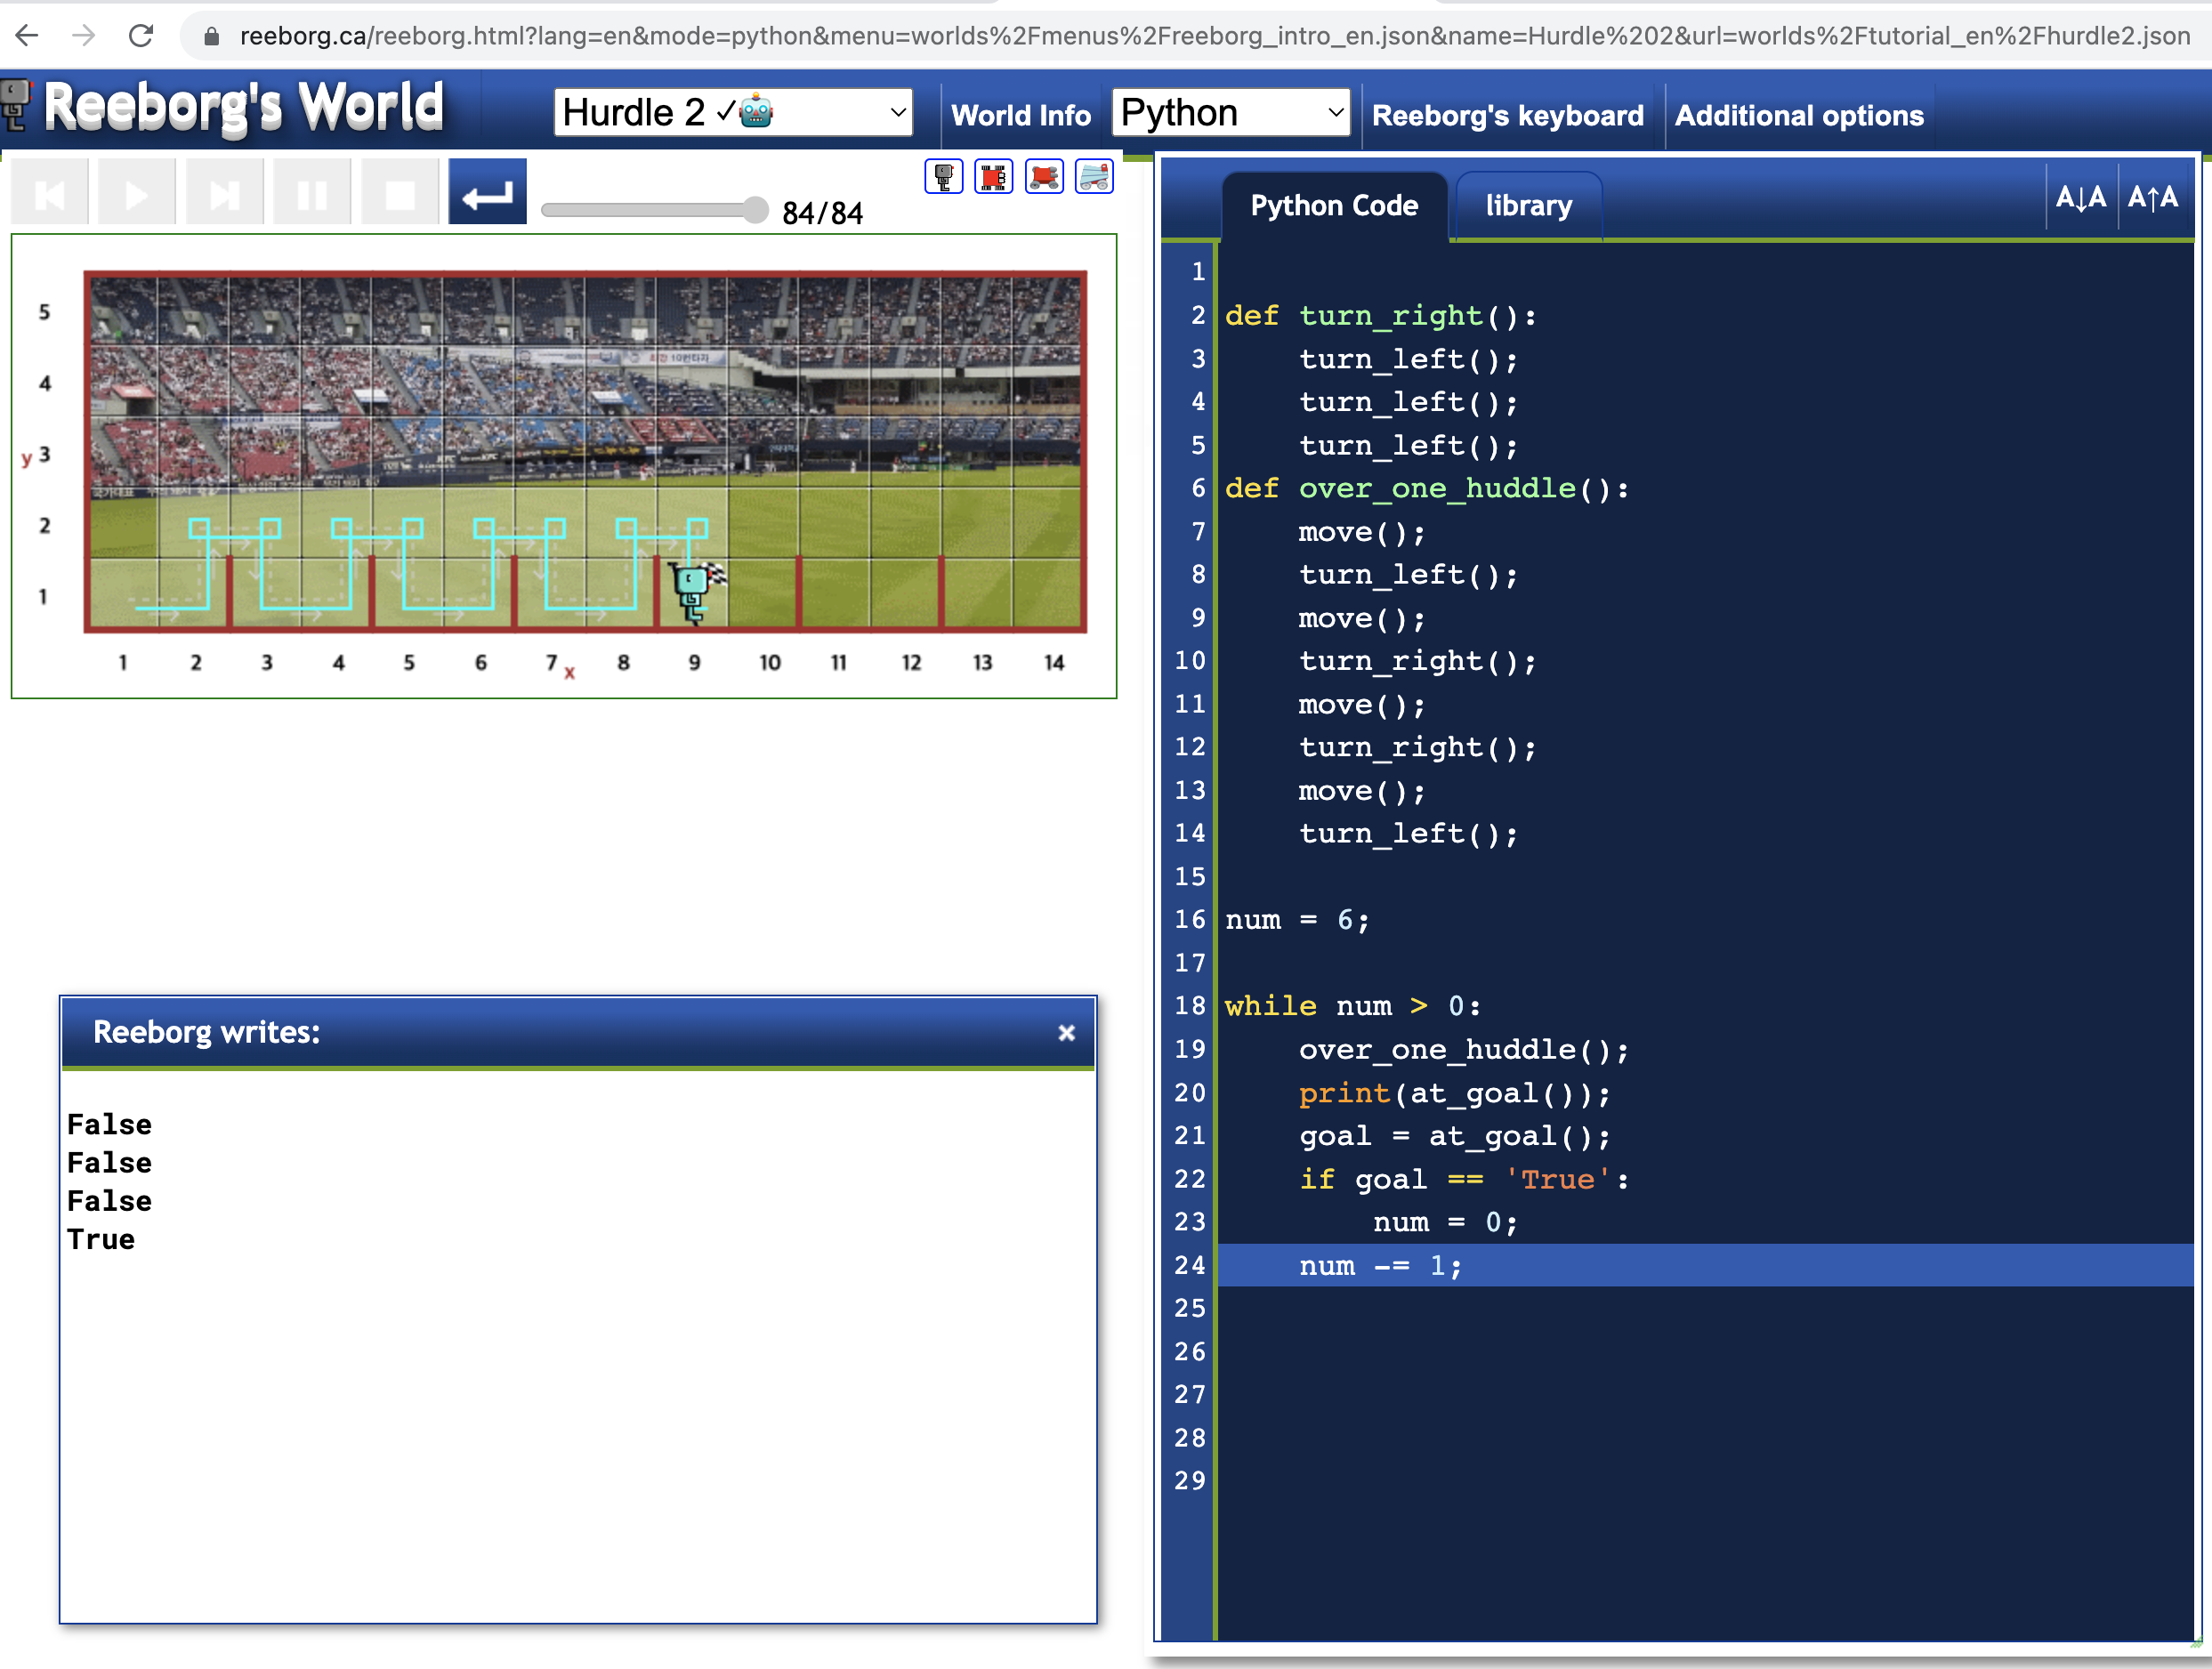 reeborg.ca/reeborg.html?lang=en&mode=python&menu=worlds%2Fmenus%2Freeborg_intro_en.json&name=Hurdle%202&url=worlds%2Ftutorial_en%2Fhurdle2.json
Reeborg's World
Hurdle 2 ✓🤖
World Info
Python
Reeborg's keyboard
Additional options
84/84
5
4
y 3
2
1
1 2 3 4 5 6 7 x 8 9 10 11 12 13 14
Reeborg writes:
×
False
False
False
True
Python Code
library
A↓A
A↑A
1
2 def turn_right():
3     turn_left();
4     turn_left();
5     turn_left();
6 def over_one_huddle():
7     move();
8     turn_left();
9     move();
10     turn_right();
11     move();
12     turn_right();
13     move();
14     turn_left();
15
16 num = 6;
17
18 while num > 0:
19     over_one_huddle();
20     print(at_goal());
21     goal = at_goal();
22     if goal == 'True':
23         num = 0;
24     num -= 1;
25
26
27
28
29